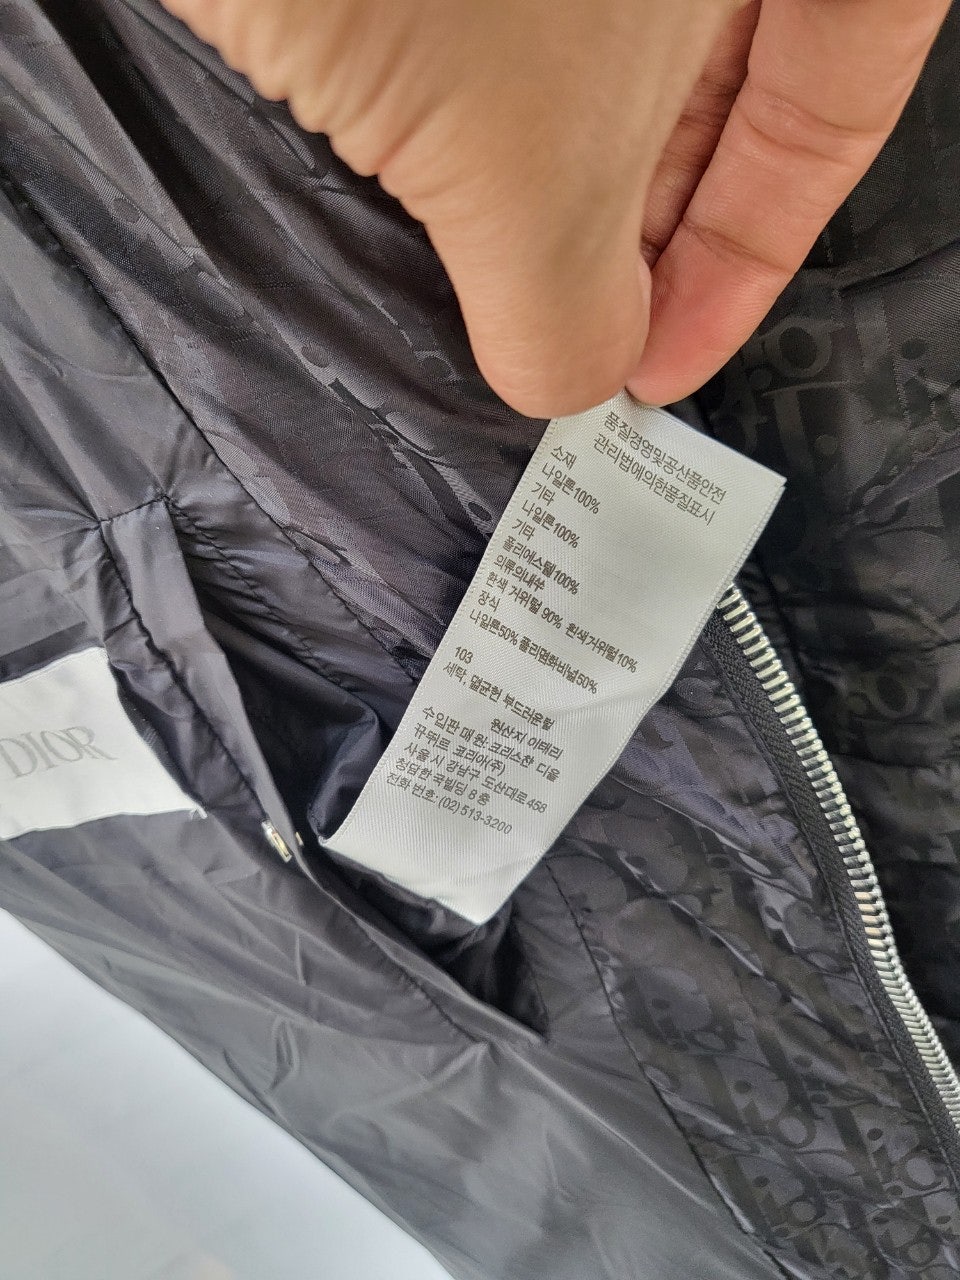 품질경영및공산품안전
관리법에의한품질표시
소재
나일론100%
기타
나일론100%
기타
폴리에스텔100%
의류의내부
흰색 거위털 90% 흰색거위털10%
장식
나일론50% 폴리염화비닐50%
103
세탁, 멸균헌 부드러운털
원산지 이태리
수입판 매 원: 크리스챤 디올
뀨뛰르 코리아(주)
사울 시 강남구 도산대로 468
청담한 국빌딩 8 층
전화 번호: (02) 513-3200
DIOR